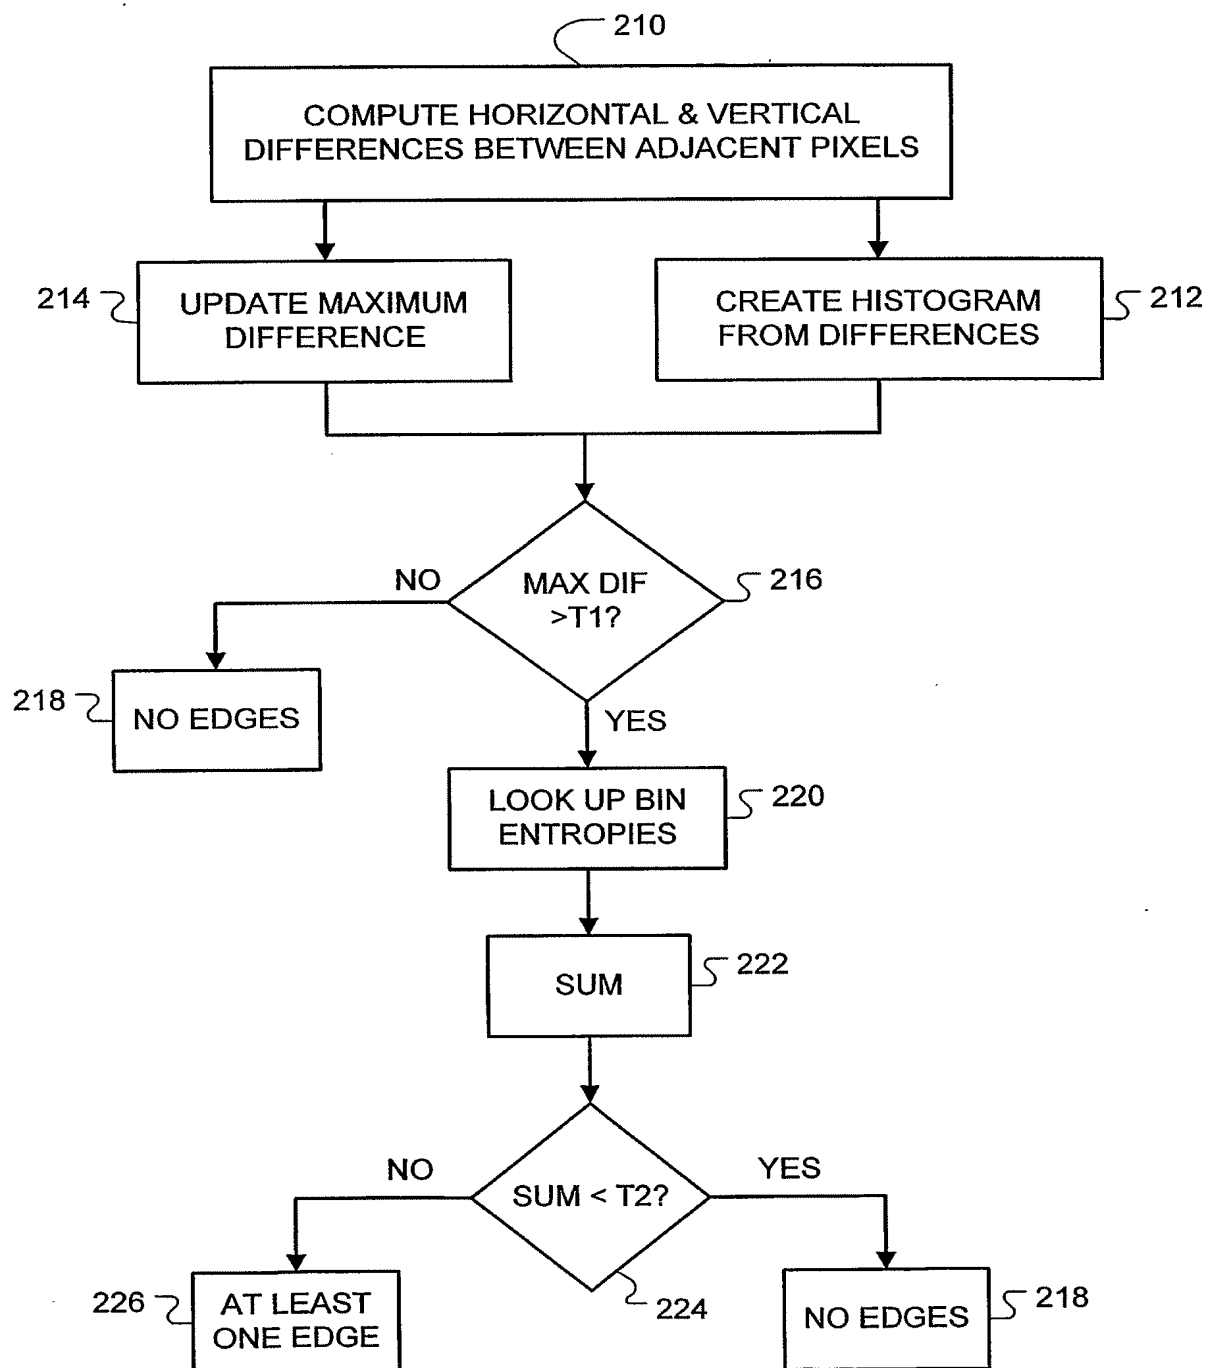 210
COMPUTE HORIZONTAL & VERTICAL
DIFFERENCES BETWEEN ADJACENT PIXELS
214
UPDATE MAXIMUM
DIFFERENCE
CREATE HISTOGRAM
FROM DIFFERENCES
212
NO
MAX DIF
>T1?
216
218
NO EDGES
YES
LOOK UP BIN
ENTROPIES
220
SUM
222
NO
SUM < T2?
YES
224
226
AT LEAST
ONE EDGE
NO EDGES
218